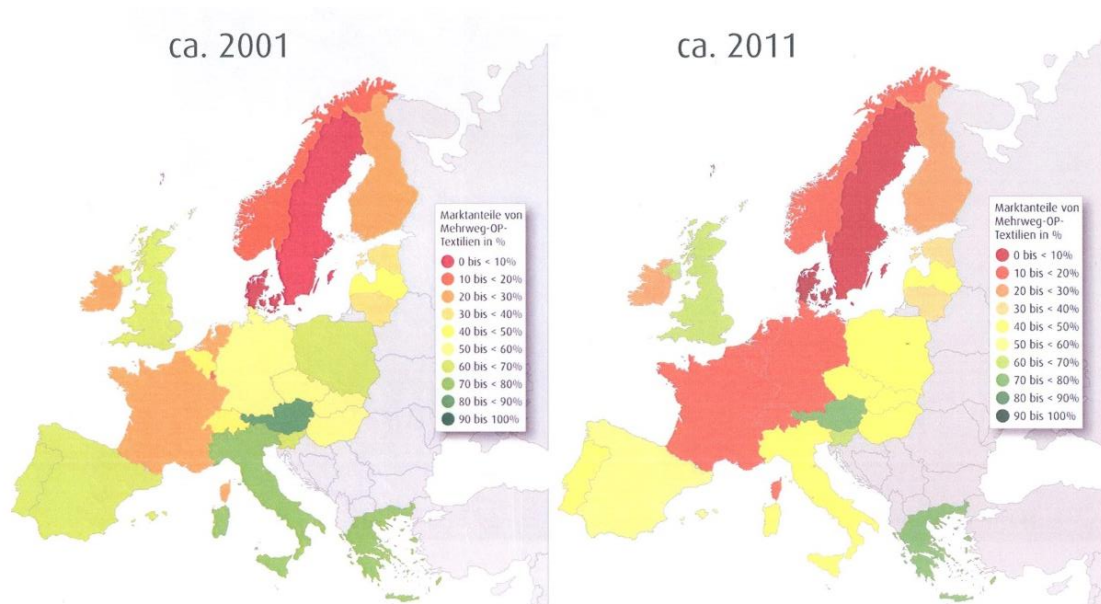 ca. 2001
Marktanteile von
Mehrweg-OP-
Textilien in %
0 bis < 10%
10 bis < 20%
20 bis < 30%
30 bis < 40%
40 bis < 50%
50 bis < 60%
60 bis < 70%
70 bis < 80%
80 bis < 90%
90 bis 100%
ca. 2011
Marktanteile von
Mehrweg-OP-
Textilien in %
0 bis < 10%
10 bis < 20%
20 bis < 30%
30 bis < 40%
40 bis < 50%
50 bis < 60%
60 bis < 70%
70 bis < 80%
80 bis < 90%
90 bis 100%